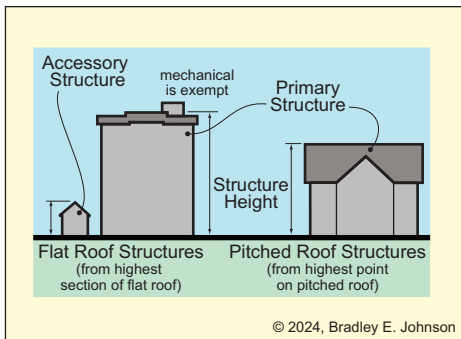 Accessory
Structure
mechanical
is exempt
Primary
Structure
Structure
Height
Flat Roof Structures
(from highest
section of flat roof)
Pitched Roof Structures
(from highest point
on pitched roof)
© 2024, Bradley E. Johnson